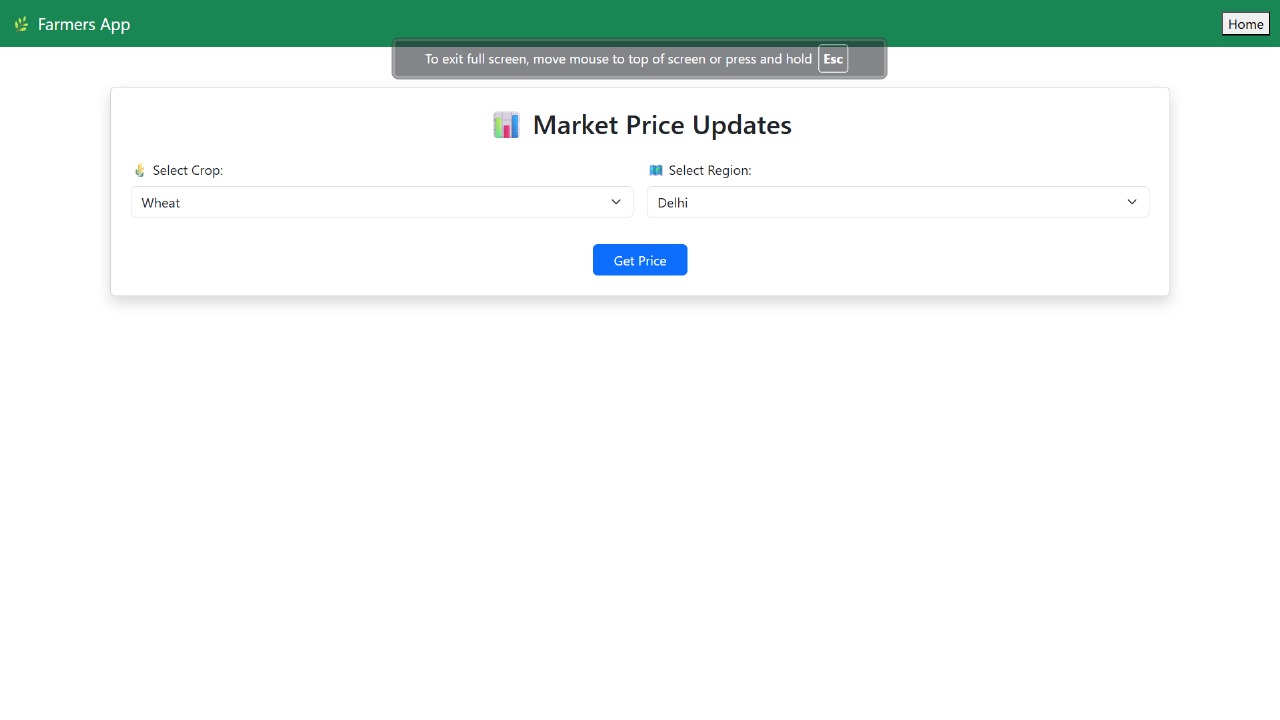 🌿 Farmers App
Home
To exit full screen, move mouse to top of screen or press and hold Esc
📊 Market Price Updates
🌾 Select Crop:
🗺️ Select Region:
Wheat
Delhi
Get Price